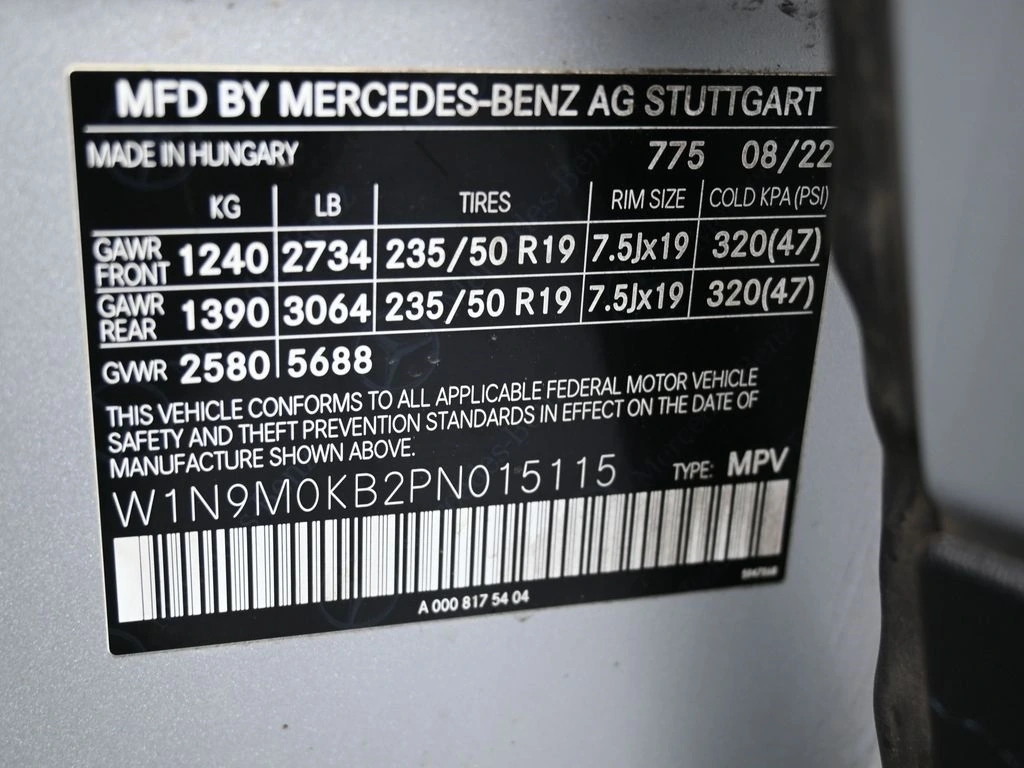 MFD BY MERCEDES-BENZ AG STUTTGART
MADE IN HUNGARY 775 08/22
KG LB TIRES RIM SIZE COLD KPA (PSI)
GAWR FRONT 1240 2734 235/50 R19 7.5Jx19 320(47)
GAWR REAR 1390 3064 235/50 R19 7.5Jx19 320(47)
GVWR 2580 5688
THIS VEHICLE CONFORMS TO ALL APPLICABLE FEDERAL MOTOR VEHICLE
SAFETY AND THEFT PREVENTION STANDARDS IN EFFECT ON THE DATE OF
MANUFACTURE SHOWN ABOVE.
W1N9M0KB2PN015115 TYPE: MPV
A 000 817 54 04